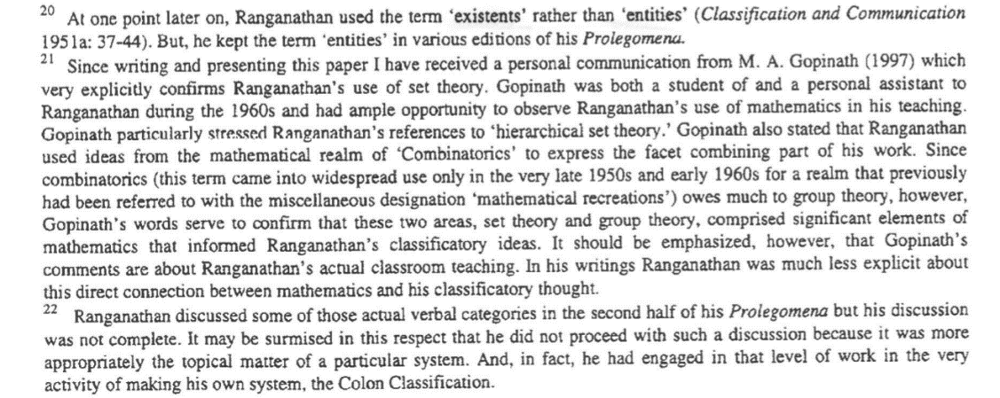 20 At one point later on, Ranganathan used the term ‘existents’ rather than ‘entities’ (Classification and Communication
1951a: 37-44). But, he kept the term ‘entities’ in various editions of his Prolegomena.
21 Since writing and presenting this paper I have received a personal communication from M. A. Gopinath (1997) which
very explicitly confirms Ranganathan’s use of set theory. Gopinath was both a student of and a personal assistant to
Ranganathan during the 1960s and had ample opportunity to observe Ranganathan’s use of mathematics in his teaching.
Gopinath particularly stressed Ranganathan’s references to ‘hierarchical set theory.’ Gopinath also stated that Ranganathan
used ideas from the mathematical realm of ‘Combinatorics’ to express the facet combining part of his work. Since
combinatorics (this term came into widespread use only in the very late 1950s and early 1960s for a realm that previously
had been referred to with the miscellaneous designation ‘mathematical recreations’) owes much to group theory, however,
Gopinath’s words serve to confirm that these two areas, set theory and group theory, comprised significant elements of
mathematics that informed Ranganathan’s classificatory ideas. It should be emphasized, however, that Gopinath’s
comments are about Ranganathan’s actual classroom teaching. In his writings Ranganathan was much less explicit about
this direct connection between mathematics and his classificatory thought.
22 Ranganathan discussed some of those actual verbal categories in the second half of his Prolegomena but his discussion
was not complete. It may be surmised in this respect that he did not proceed with such a discussion because it was more
appropriately the topical matter of a particular system. And, in fact, he had engaged in that level of work in the very
activity of making his own system, the Colon Classification.